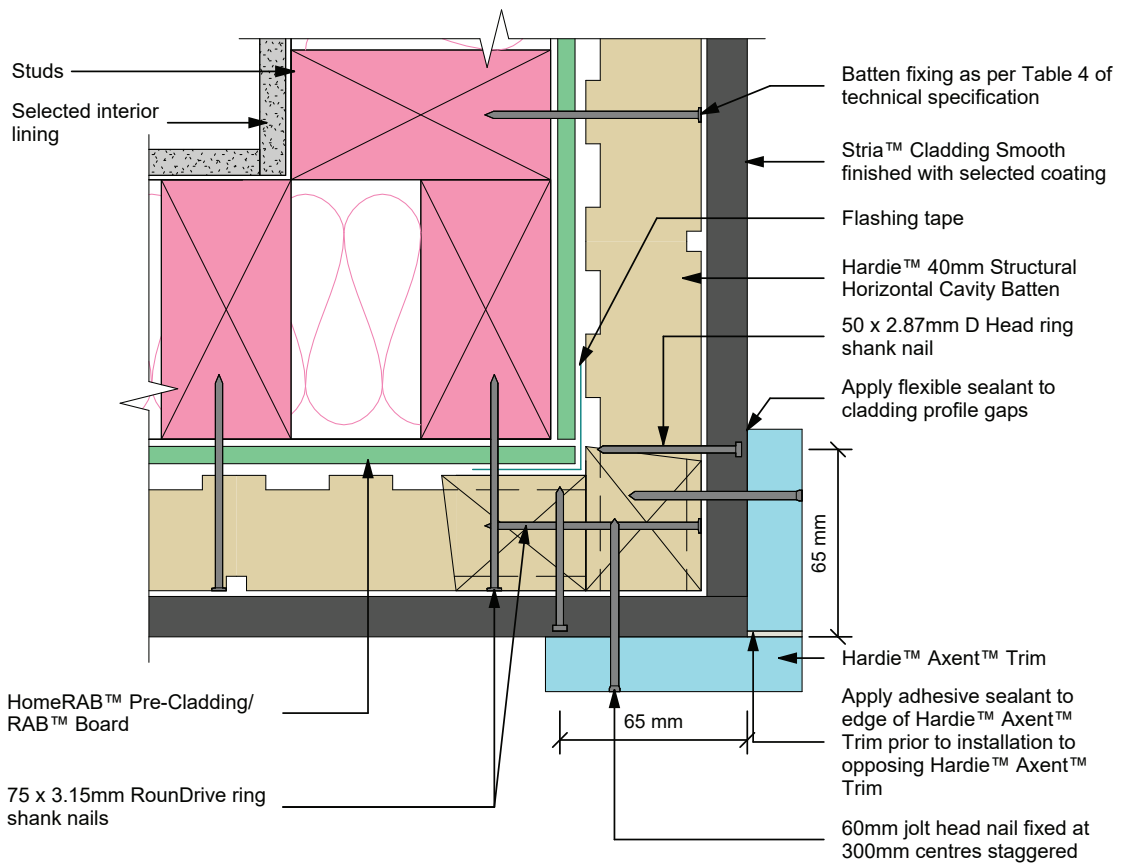 Studs
Selected interior
lining
Batten fixing as per Table 4 of
technical specification
Stria™ Cladding Smooth
finished with selected coating
Flashing tape
Hardie™ 40mm Structural
Horizontal Cavity Batten
50 x 2.87mm D Head ring
shank nail
Apply flexible sealant to
cladding profile gaps
65 mm
Hardie™ Axent™ Trim
65 mm
HomeRAB™ Pre-Cladding/
RAB™ Board
Apply adhesive sealant to
edge of Hardie™ Axent™
Trim prior to installation to
opposing Hardie™ Axent™
Trim
75 x 3.15mm RounDrive ring
shank nails
60mm jolt head nail fixed at
300mm centres staggered